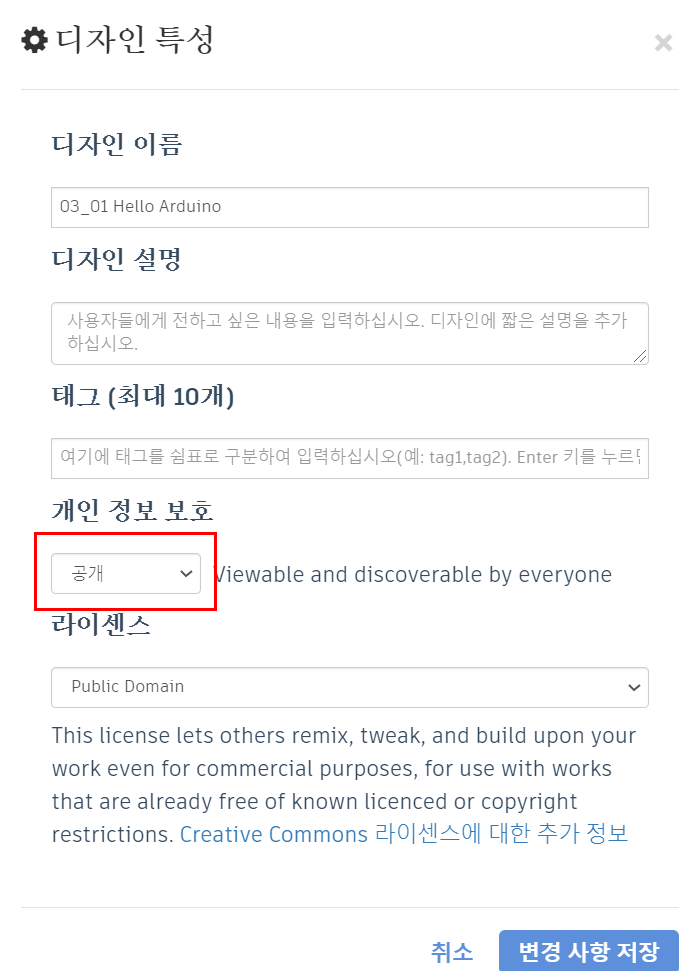 디자인 특성
디자인 이름
03_01 Hello Arduino
디자인 설명
사용자들에게 전하고 싶은 내용을 입력하십시오. 디자인에 짧은 설명을 추가
하십시오.
태그 (최대 10개)
여기에 태그를 쉼표로 구분하여 입력하십시오(예: tag1,tag2). Enter 키를
개인 정보 보호
공개 Viewable and discoverable by everyone
라이센스
Public Domain
This license lets others remix, tweak, and build upon your
work even for commercial purposes, for use with works
that are already free of known licenced or copyright
restrictions. Creative Commons 라이센스에 대한 추가 정보
취소 변경 사항 저장